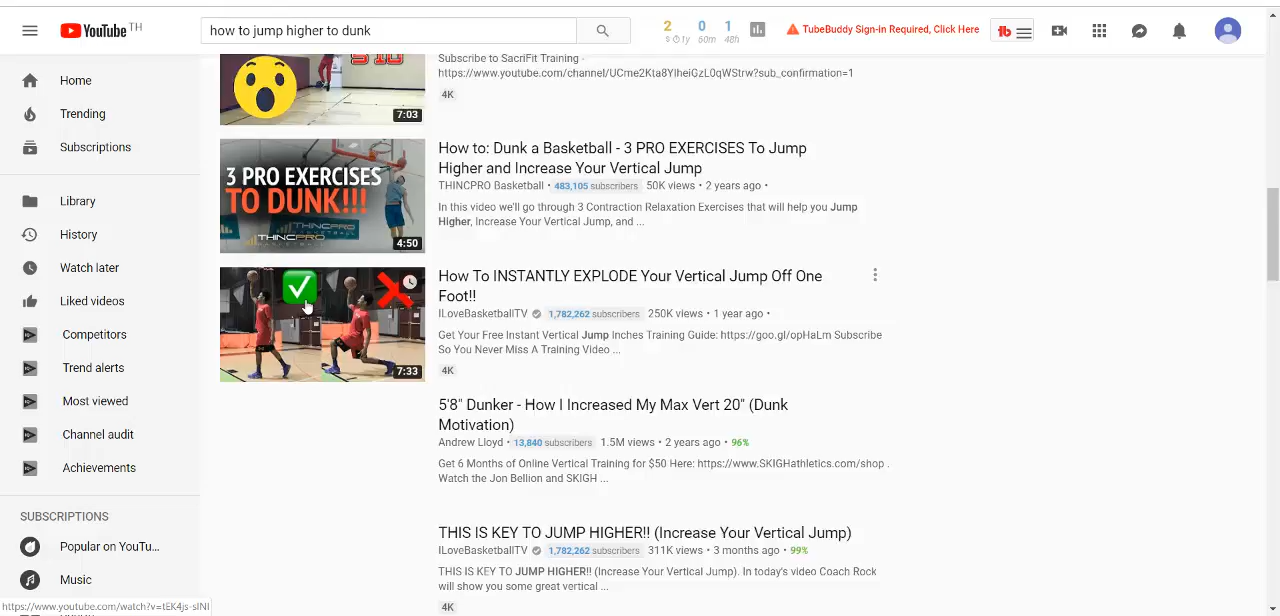 YouTube TH
how to jump higher to dunk
2 0 1
$ 1y 60m 48h
TubeBuddy Sign-in Required, Click Here
tb
Home
Trending
Subscriptions
Library
History
Watch later
Liked videos
Competitors
Trend alerts
Most viewed
Channel audit
Achievements
SUBSCRIPTIONS
Popular on YouTu...
Music
7:03
Subscribe to SacriFit Training -
https://www.youtube.com/channel/UCme2Kta8YlheiGzL0qWStrw?sub_confirmation=1
4K
3 PRO EXERCISES
TO DUNK!!!
THINCPRO
BASKETBALL
4:50
How to: Dunk a Basketball - 3 PRO EXERCISES To Jump
Higher and Increase Your Vertical Jump
THINCPRO Basketball • 483,105 subscribers 50K views • 2 years ago •
In this video we'll go through 3 Contraction Relaxation Exercises that will help you Jump
Higher, Increase Your Vertical Jump, and ...
7:33
How To INSTANTLY EXPLODE Your Vertical Jump Off One
Foot!!
ILoveBasketballTV 1,782,262 subscribers 250K views • 1 year ago •
Get Your Free Instant Vertical Jump Inches Training Guide: https://goo.gl/opHaLm Subscribe
So You Never Miss A Training Video ...
4K
5'8" Dunker - How I Increased My Max Vert 20" (Dunk
Motivation)
Andrew Lloyd • 13,840 subscribers 1.5M views • 2 years ago • 96%
Get 6 Months of Online Vertical Training for $50 Here: https://www.SKIGHathletics.com/shop .
Watch the Jon Bellion and SKIGH ...
THIS IS KEY TO JUMP HIGHER!! (Increase Your Vertical Jump)
ILoveBasketballTV 1,782,262 subscribers 311K views • 3 months ago • 99%
THIS IS KEY TO JUMP HIGHER!! (Increase Your Vertical Jump). In today's video Coach Rock
will show you some great vertical ...
4K
https://www.youtube.com/watch?v=tEK4js-sINI